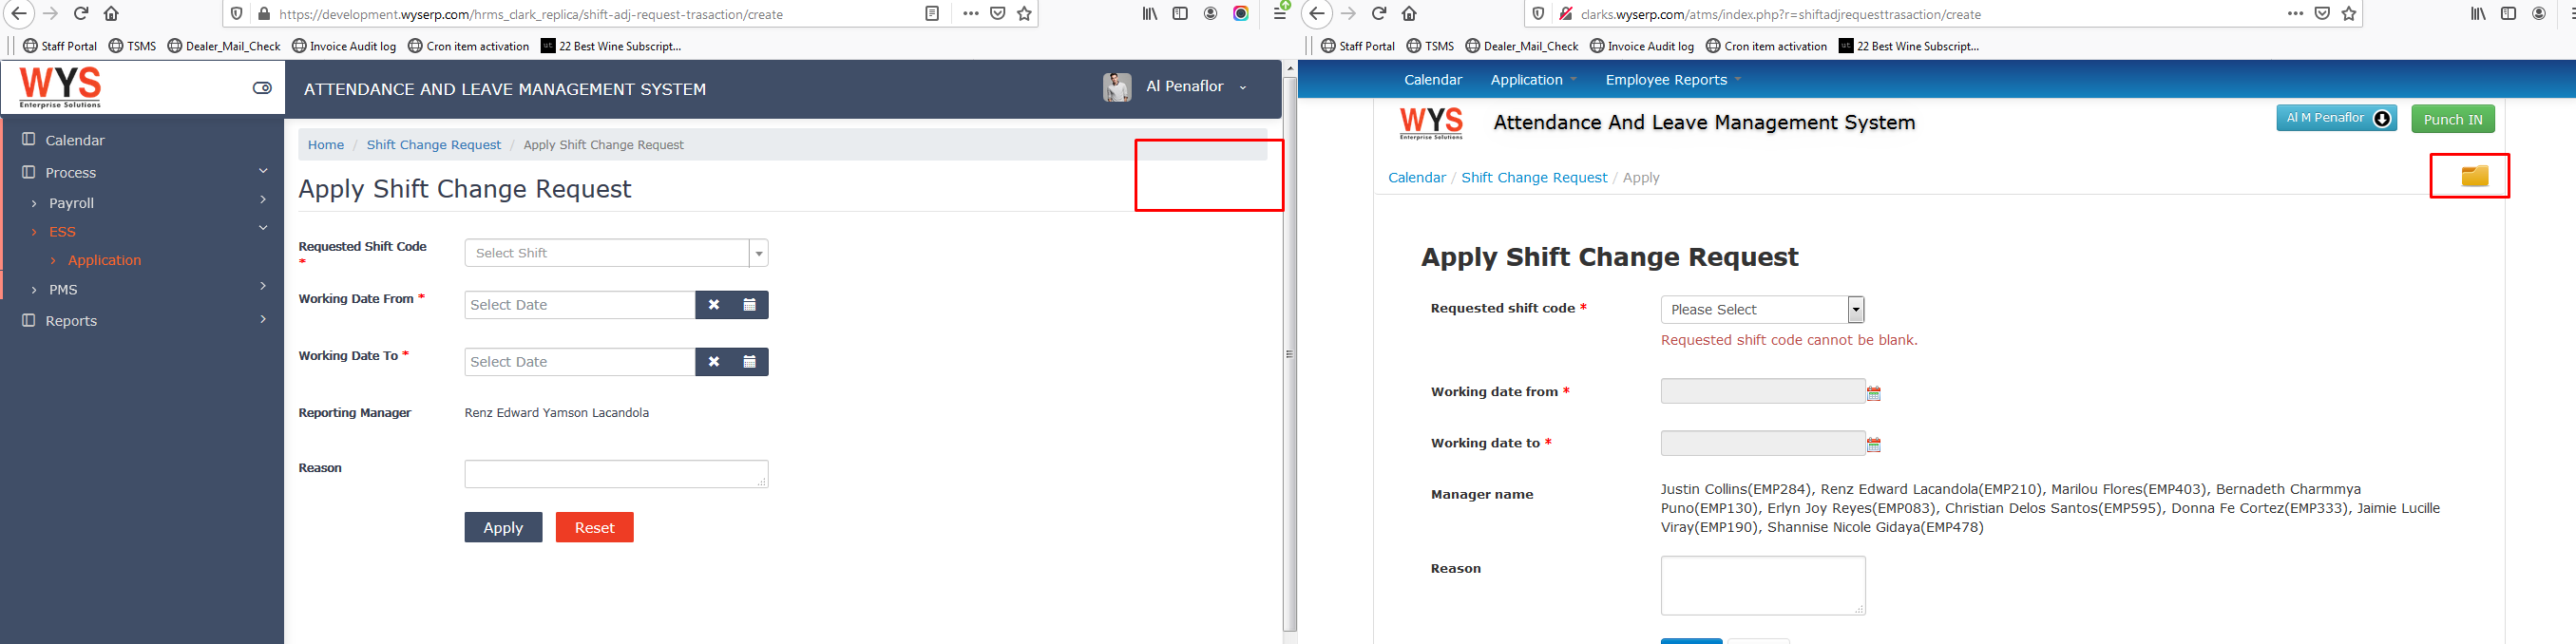 https://development.wyserp.com/hrms_clark_replica/shift-adj-request-trasaction/create
Staff Portal TSMS Dealer_Mail_Check Invoice Audit log Cron item activation ut 22 Best Wine Subscript...
WYS
Enterprise Solutions
ATTENDANCE AND LEAVE MANAGEMENT SYSTEM
Al Penaflor
Calendar
Process
Payroll
ESS
Application
PMS
Reports
Home / Shift Change Request / Apply Shift Change Request
Apply Shift Change Request
Requested Shift Code *
Select Shift
Working Date From *
Select Date
Working Date To *
Select Date
Reporting Manager
Renz Edward Yamson Lacandola
Reason
Apply Reset
clarks.wyserp.com/atms/index.php?r=shiftadjrequesttrasaction/create
Staff Portal TSMS Dealer_Mail_Check Invoice Audit log Cron item activation ut 22 Best Wine Subscript...
Calendar Application Employee Reports
WYS
Enterprise Solutions
Attendance And Leave Management System
Al M Penaflor
Punch IN
Calendar / Shift Change Request / Apply
Apply Shift Change Request
Requested shift code *
Please Select
Requested shift code cannot be blank.
Working date from *
Working date to *
Manager name
Justin Collins(EMP284), Renz Edward Lacandola(EMP210), Marilou Flores(EMP403), Bernadeth Charmmya
Puno(EMP130), Erlyn Joy Reyes(EMP083), Christian Delos Santos(EMP595), Donna Fe Cortez(EMP333), Jaimie Lucille
Viray(EMP190), Shannise Nicole Gidaya(EMP478)
Reason